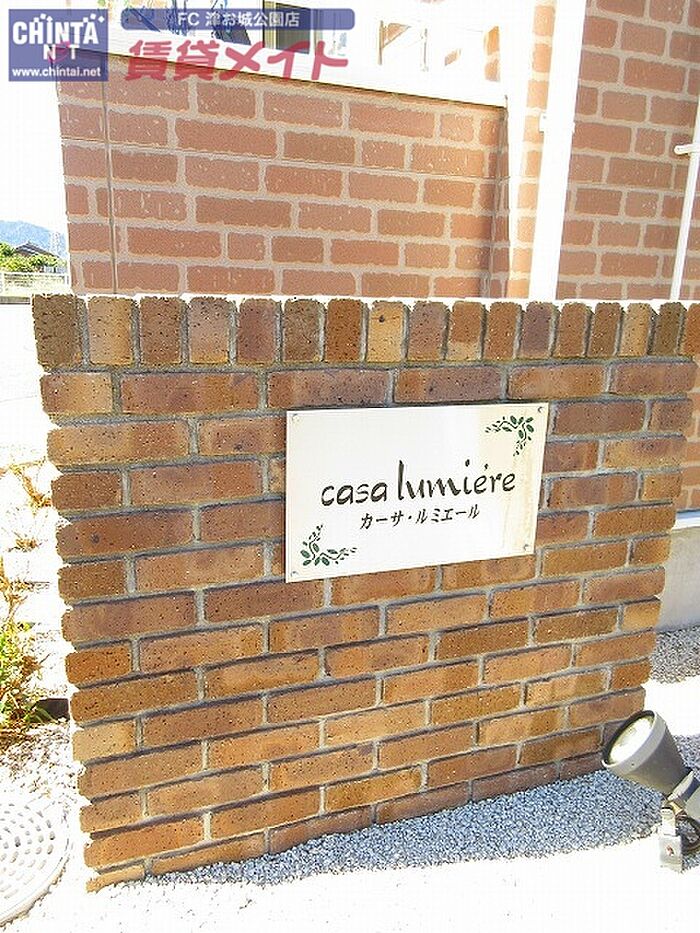 CHINTAI
NET
www.chintai.net
FC 津お城公園店
賃貸メイト
casa lumiére
カーサ・ルミエール